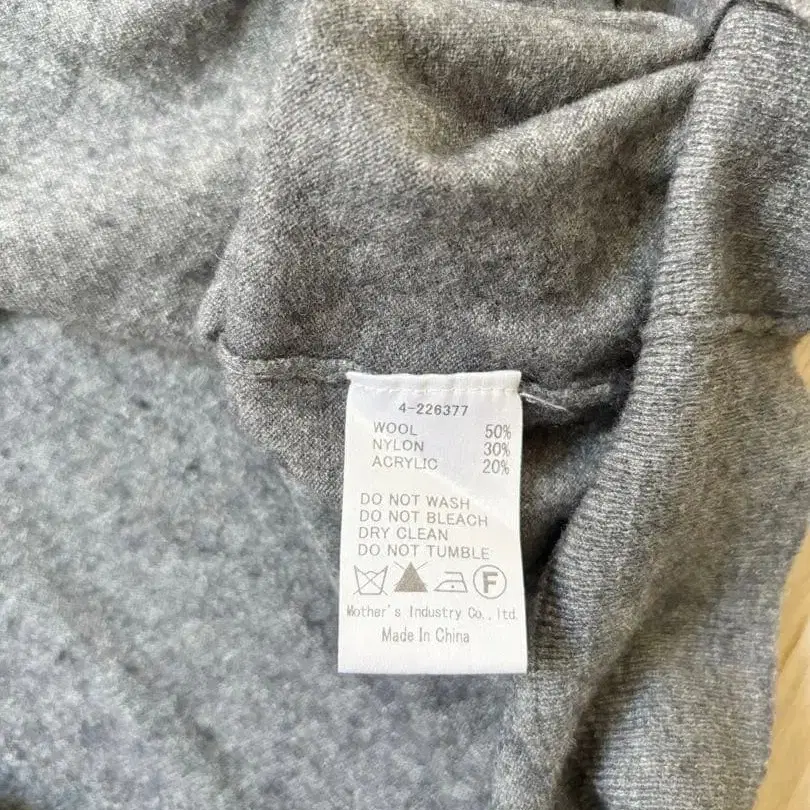 4-226377
WOOL 50%
NYLON 30%
ACRYLIC 20%
DO NOT WASH
DO NOT BLEACH
DRY CLEAN
DO NOT TUMBLE
F
Mother's Industry Co., ltd.
Made In China